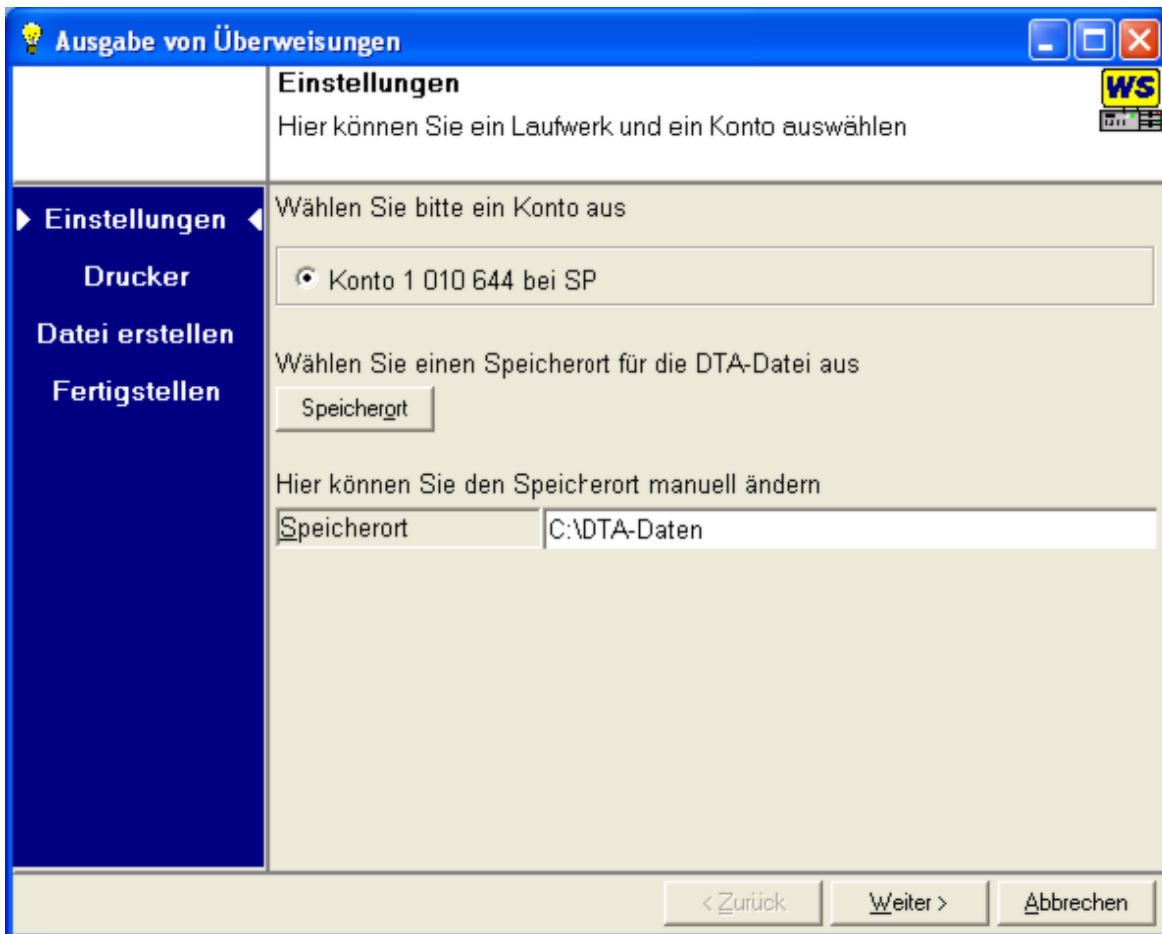 Ausgabe von Überweisungen
Einstellungen
Hier können Sie ein Laufwerk und ein Konto auswählen
WS
Einstellungen
Drucker
Datei erstellen
Fertigstellen
Wählen Sie bitte ein Konto aus
Konto 1 010 644 bei SP
Wählen Sie einen Speicherort für die DTA-Datei aus
Speicherort
Hier können Sie den Speicherort manuell ändern
Speicherort C:\DTA-Daten
< Zurück Weiter > Abbrechen